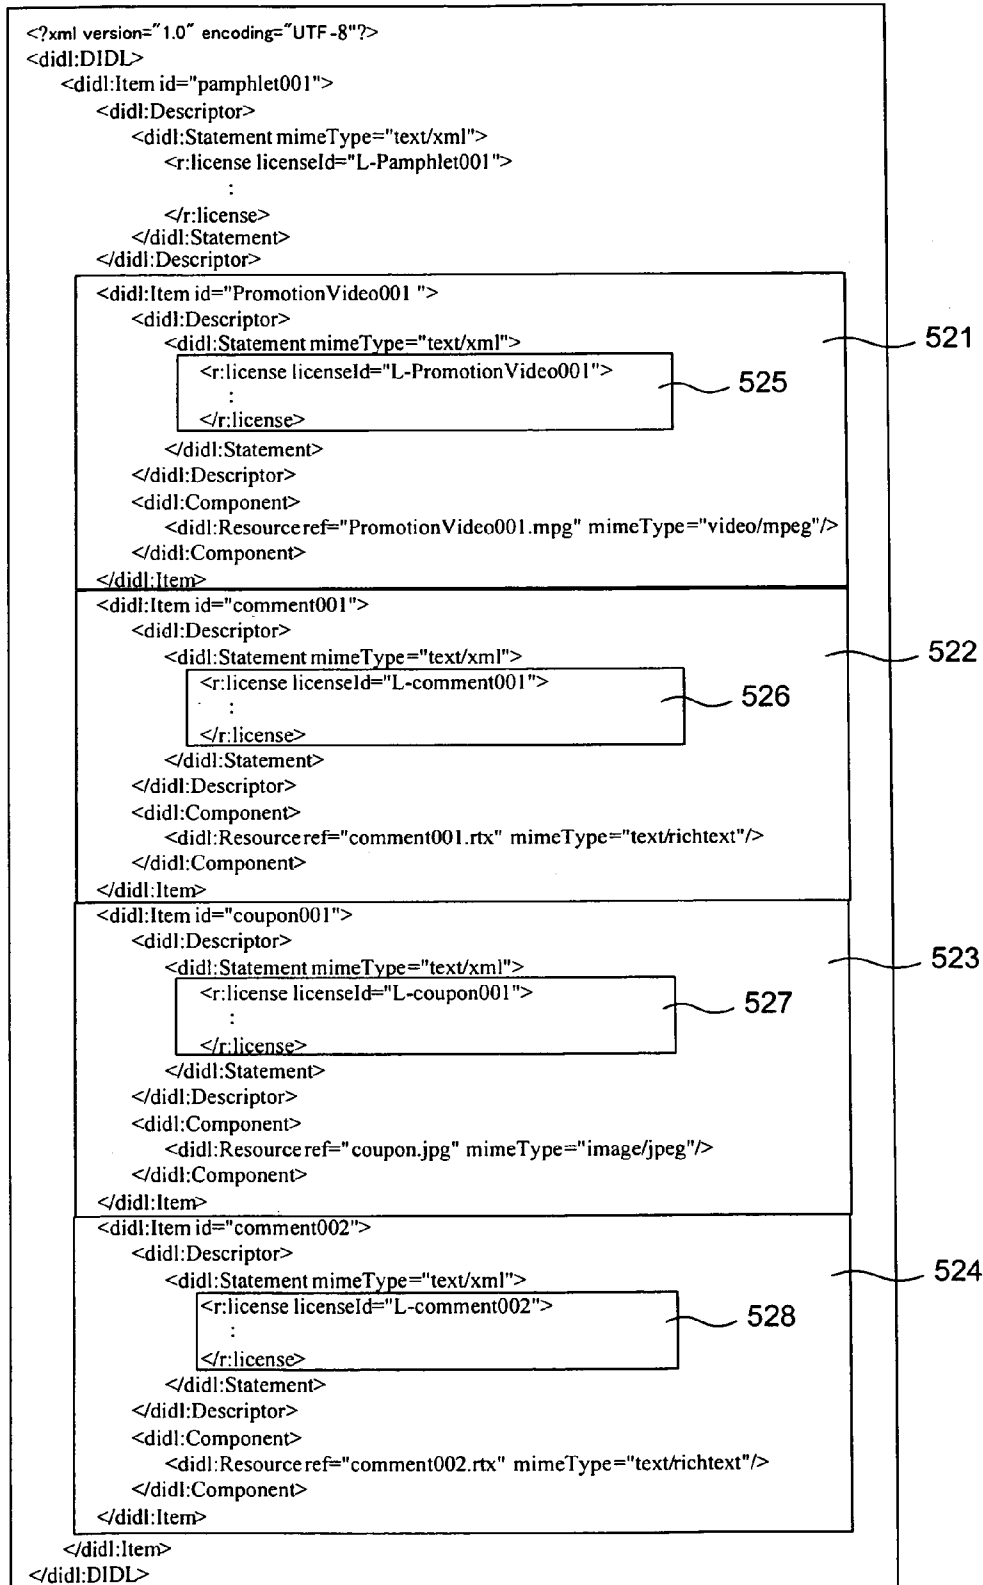 <?xml version="1.0" encoding="UTF-8"?>
<didl:DIDL>
<didl:Item id="pamphlet001">
<didl:Descriptor>
<didl:Statement mimeType="text/xml">
<r:license licenseId="L-Pamphlet001">
:
</r:license>
</didl:Statement>
</didl:Descriptor>
<didl:Item id="PromotionVideo001 ">
<didl:Descriptor>
<didl:Statement mimeType="text/xml">
521
<r:license licenseId="L-PromotionVideo001">
525
:
</r:license>
</didl:Statement>
</didl:Descriptor>
<didl:Component>
<didl:Resource ref="PromotionVideo001.mpg" mimeType="video/mpeg"/>
</didl:Component>
</didl:Item>
<didl:Item id="comment001">
<didl:Descriptor>
<didl:Statement mimeType="text/xml">
522
<r:license licenseId="L-comment001">
526
:
</r:license>
</didl:Statement>
</didl:Descriptor>
<didl:Component>
<didl:Resource ref="comment001.rtx" mimeType="text/richtext"/>
</didl:Component>
</didl:Item>
<didl:Item id="coupon001">
<didl:Descriptor>
<didl:Statement mimeType="text/xml">
523
<r:license licenseId="L-coupon001">
527
:
</r:license>
</didl:Statement>
</didl:Descriptor>
<didl:Component>
<didl:Resource ref="coupon.jpg" mimeType="image/jpeg"/>
</didl:Component>
</didl:Item>
<didl:Item id="comment002">
<didl:Descriptor>
<didl:Statement mimeType="text/xml">
524
<r:license licenseId="L-comment002">
528
:
</r:license>
</didl:Statement>
</didl:Descriptor>
<didl:Component>
<didl:Resource ref="comment002.rtx" mimeType="text/richtext"/>
</didl:Component>
</didl:Item>
</didl:Item>
</didl:DIDL>